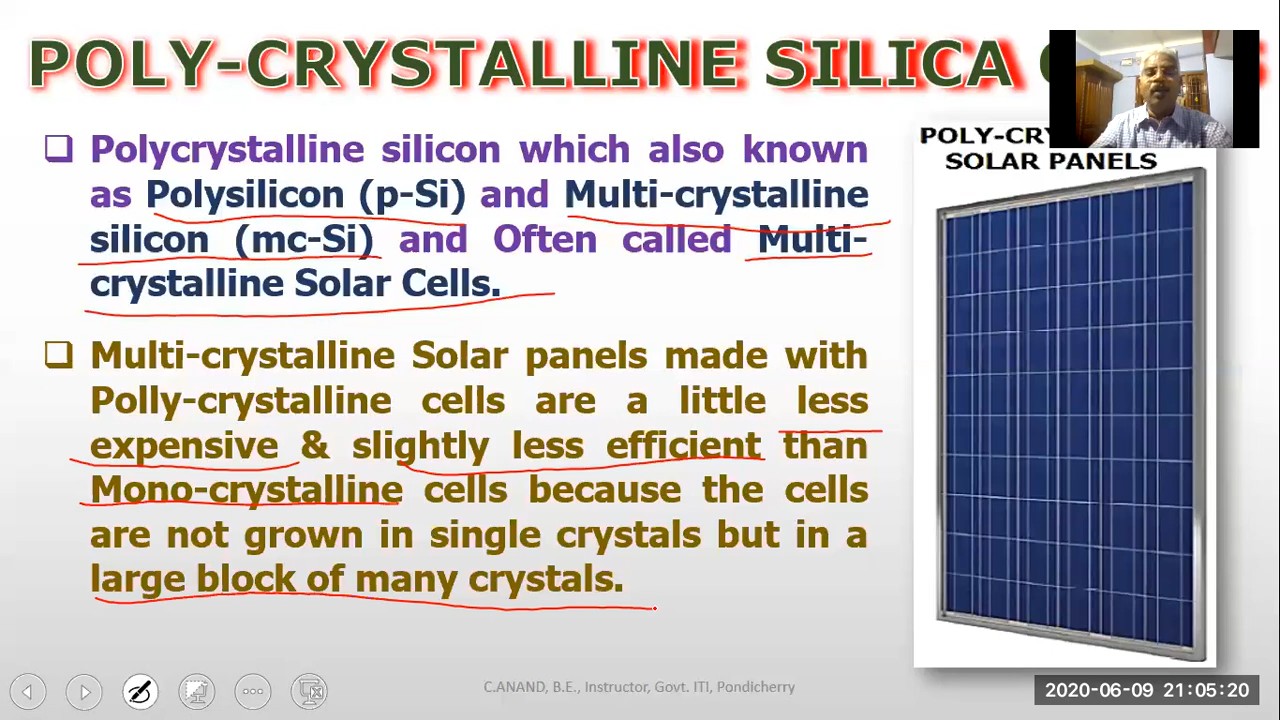 POLY-CRYSTALLINE SILICA
POLY-CRY
SOLAR PANELS
❑ Polycrystalline silicon which also known
as Polysilicon (p-Si) and Multi-crystalline
silicon (mc-Si) and Often called Multi-
crystalline Solar Cells.
❑ Multi-crystalline Solar panels made with
Polly-crystalline cells are a little less
expensive & slightly less efficient than
Mono-crystalline cells because the cells
are not grown in single crystals but in a
large block of many crystals.
C.ANAND, B.E., Instructor, Govt. ITI, Pondicherry
2020-06-09 21:05:20